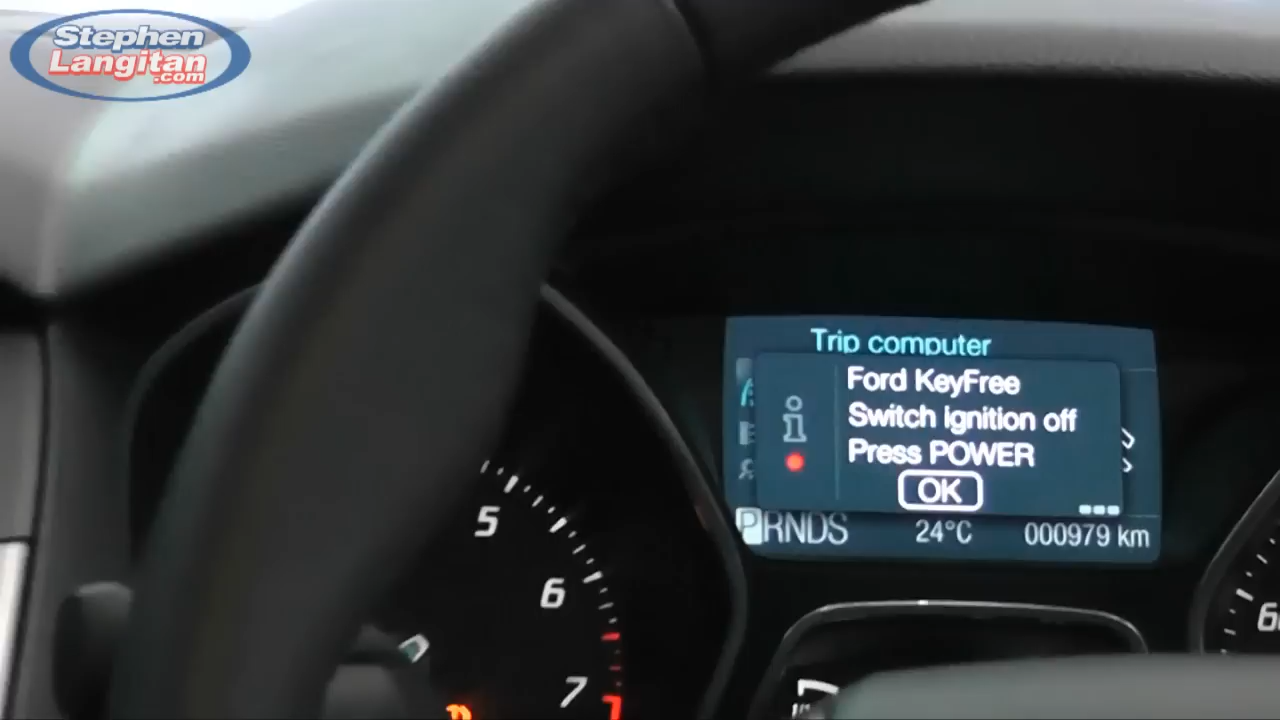 Stephen
Langitan
.com
Trip computer
Ford KeyFree
Switch ignition off
Press POWER
OK
PRNDS
24°C
000979 km
5
6
7